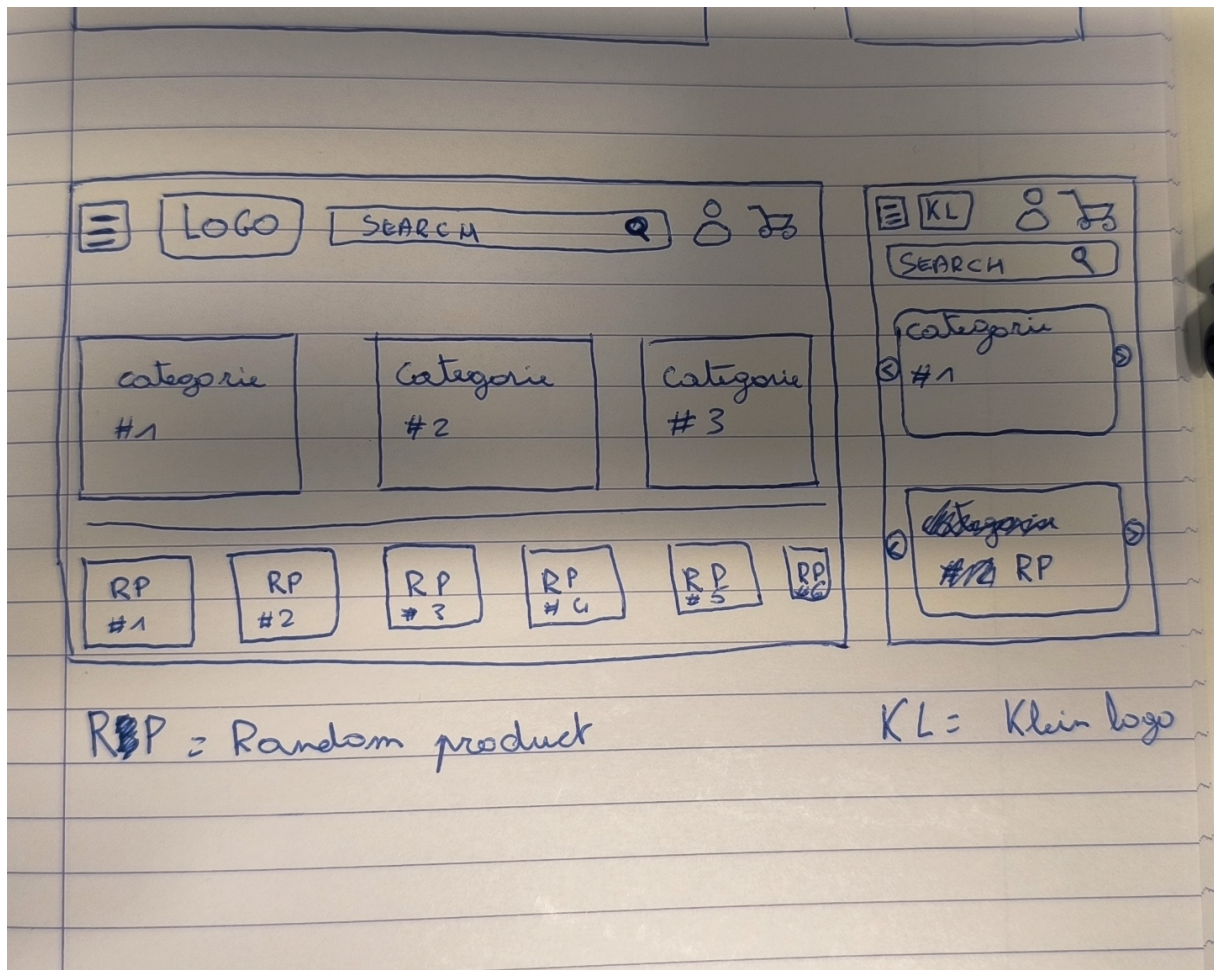 LOGO
SEARCH
categorie
#1
Categorie
#2
Categorie
#3
RP
#1
RP
#2
RP
#3
RP
#4
RP
#5
RP
#6
KL
SEARCH
categorie
#1
RP
RP = Random product
KL = Klein logo